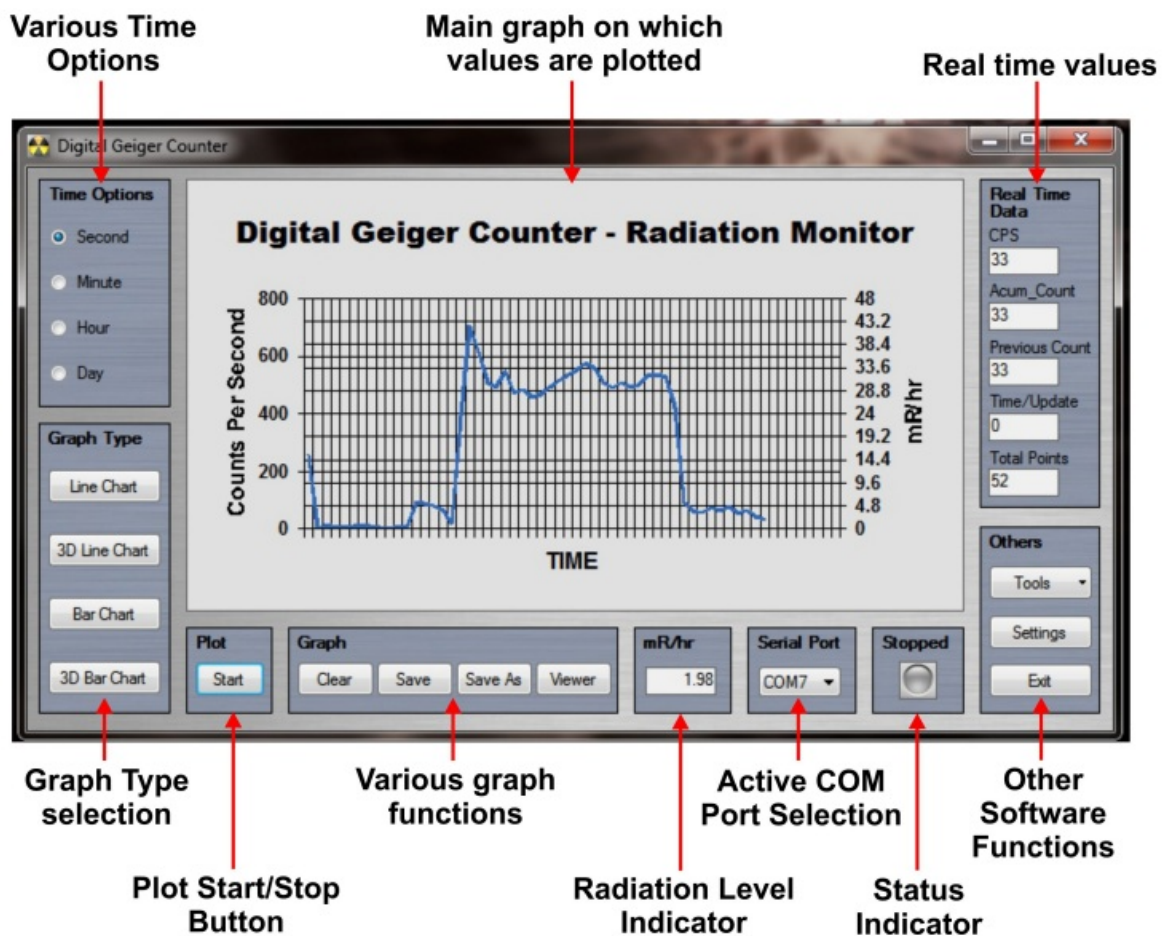 Various Time
Options
Main graph on which
values are plotted
Real time values
Digital Geiger Counter
Time Options
Second
Minute
Hour
Day
Graph Type
Line Chart
3D Line Chart
Bar Chart
3D Bar Chart
Digital Geiger Counter - Radiation Monitor
Counts Per Second
800
600
400
200
0
48
43.2
38.4
33.6
28.8
24
19.2
14.4
9.6
4.8
0
mR/hr
TIME
Real Time
Data
CPS
33
Acum_Count
33
Previous Count
33
Time/Update
0
Total Points
52
Plot
Start
Graph
Clear Save Save As Viewer
mR/hr
1.98
Serial Port
COM7
Stopped
Others
Tools
Settings
Exit
Graph Type
selection
Various graph
functions
Active COM
Port Selection
Other
Software
Functions
Plot Start/Stop
Button
Radiation Level
Indicator
Status
Indicator